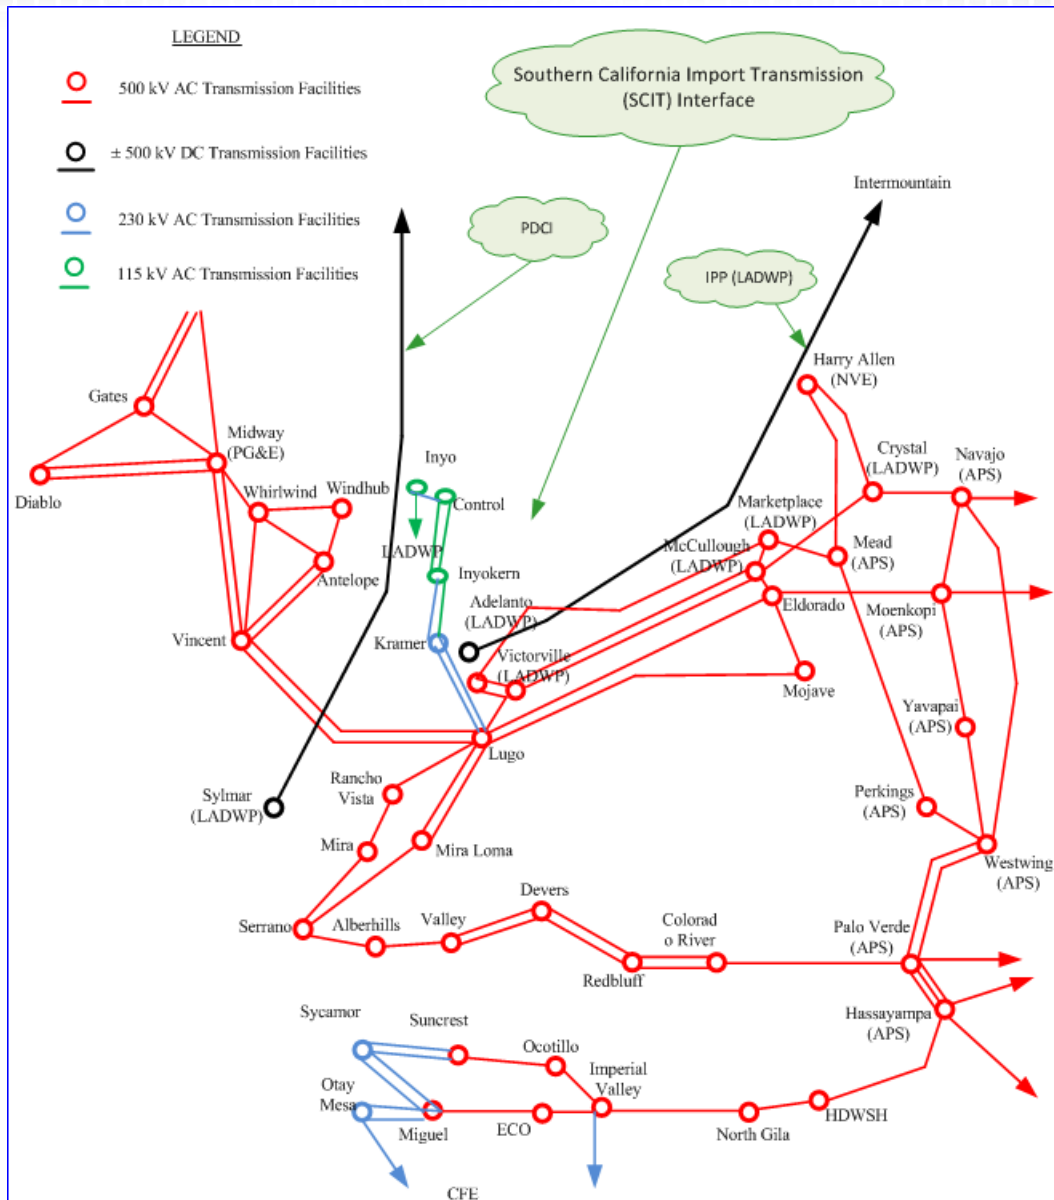 LEGEND
500 kV AC Transmission Facilities
± 500 kV DC Transmission Facilities
230 kV AC Transmission Facilities
115 kV AC Transmission Facilities
Southern California Import Transmission
(SCIT) Interface
PDCI
IPP (LADWP)
Intermountain
Harry Allen
(NVE)
Gates
Midway
(PG&E)
Diablo
Whirlwind
Windhub
Antelope
Vincent
Inyo
Control
LADWP
Inyokern
Kramer
Adelanto
(LADWP)
Victorville
(LADWP)
Lugo
Crystal
(LADWP)
Navajo
(APS)
Marketplace
(LADWP)
McCullough
(LADWP)
Mead
(APS)
Eldorado
Moenkopi
(APS)
Mojave
Yavapai
(APS)
Perkings
(APS)
Westwing
(APS)
Sylmar
(LADWP)
Rancho
Vista
Mira
Mira Loma
Serrano
Alberhills
Valley
Devers
Redbluff
Colorad
o River
Palo Verde
(APS)
Hassayampa
(APS)
Sycamor
Suncrest
Ocotillo
Imperial
Valley
Otay
Mesa
Miguel
ECO
North Gila
HDWSH
CFE